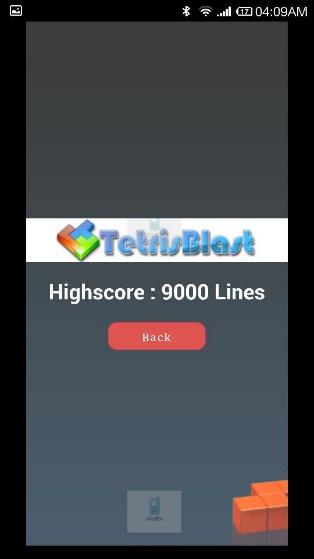 17 04:09AM
TetrisBlast
Highscore : 9000 Lines
Back